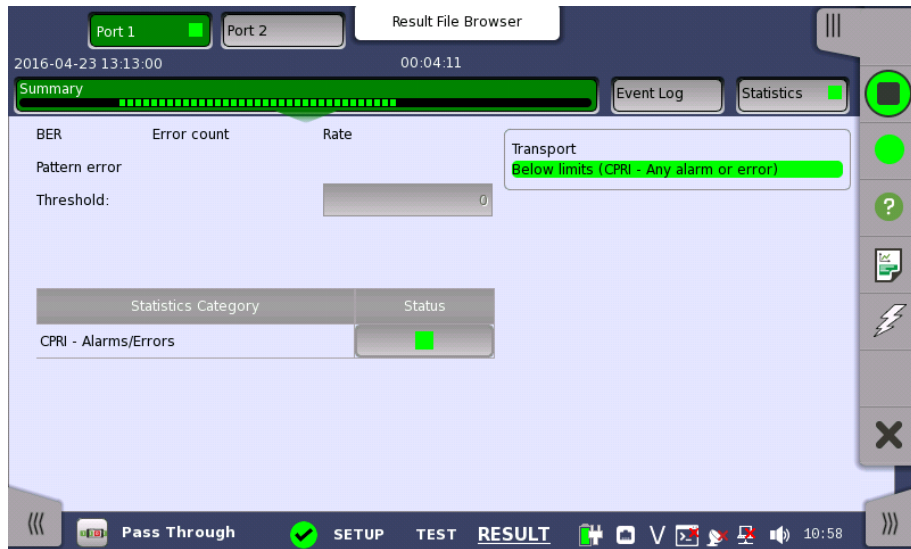 Port 1
Port 2
Result File Browser
2016-04-23 13:13:00
00:04:11
Summary
Event Log
Statistics
BER
Error count
Rate
Pattern error
Threshold:
0
Transport
Below limits (CPRI - Any alarm or error)
Statistics Category
Status
CPRI - Alarms/Errors
Pass Through
SETUP
TEST
RESULT
V
10:58